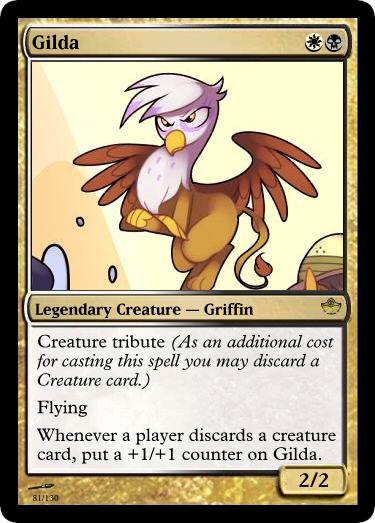 Gilda
Legendary Creature — Griffin
Creature tribute (As an additional cost
for casting this spell you may discard a
Creature card.)
Flying
Whenever a player discards a creature
card, put a +1/+1 counter on Gilda.
2/2
81/130